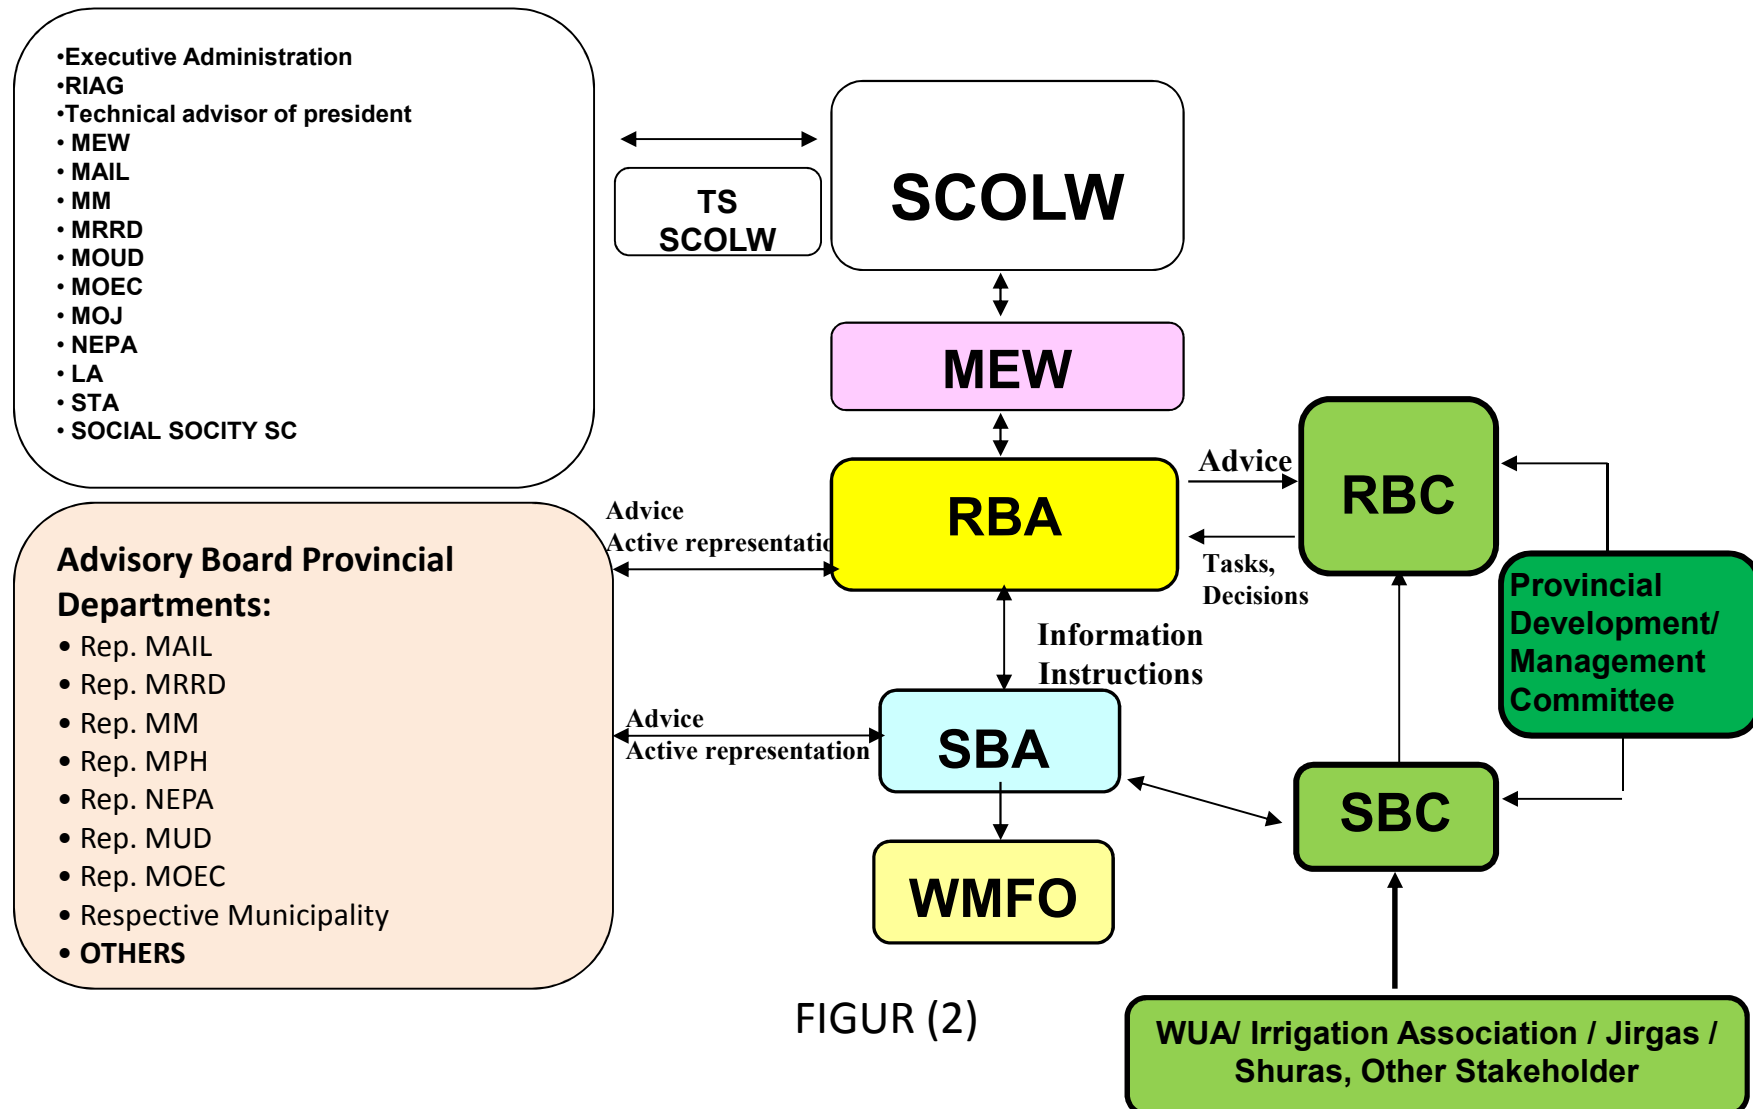 •Executive Administration
•RIAG
•Technical advisor of president
• MEW
• MAIL
• MM
• MRRD
• MOUD
• MOEC
• MOJ
• NEPA
• LA
• STA
• SOCIAL SOCITY SC
TS
SCOLW
SCOLW
MEW
RBA
Advice
RBC
Tasks,
Decisions
Advice
Active representatio
Advisory Board Provincial
Departments:
• Rep. MAIL
• Rep. MRRD
• Rep. MM
• Rep. MPH
• Rep. NEPA
• Rep. MUD
• Rep. MOEC
• Respective Municipality
• OTHERS
Information
Instructions
Provincial
Development/
Management
Committee
Advice
Active representation
SBA
SBC
WMFO
FIGUR (2)
WUA/ Irrigation Association / Jirgas /
Shuras, Other Stakeholder